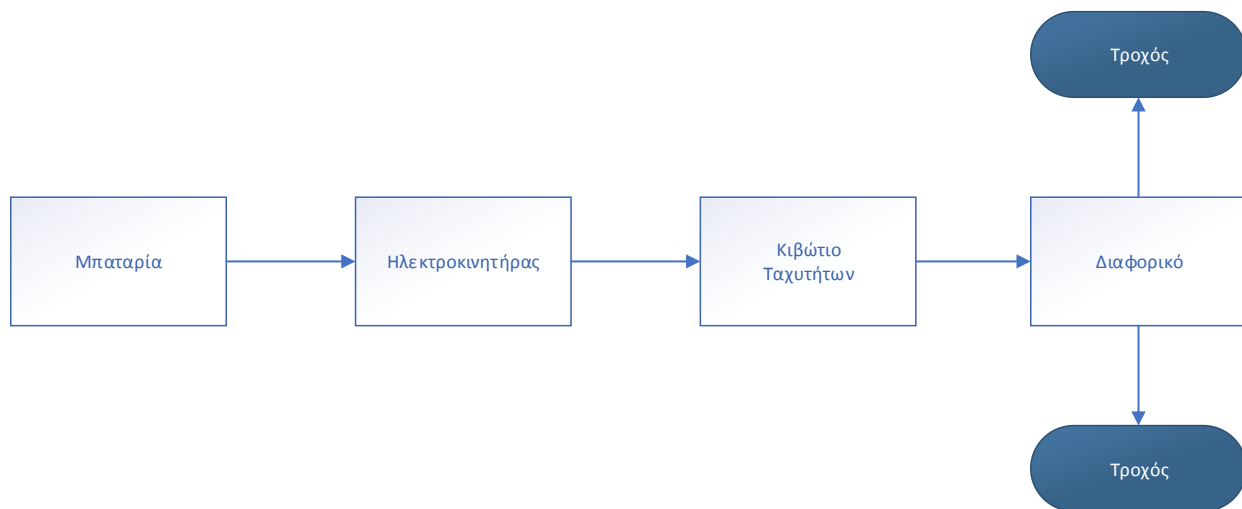 Τροχός
Μπαταρία
Ηλεκτροκινητήρας
Κιβώτιο
Ταχυτήτων
Διαφορικό
Τροχός